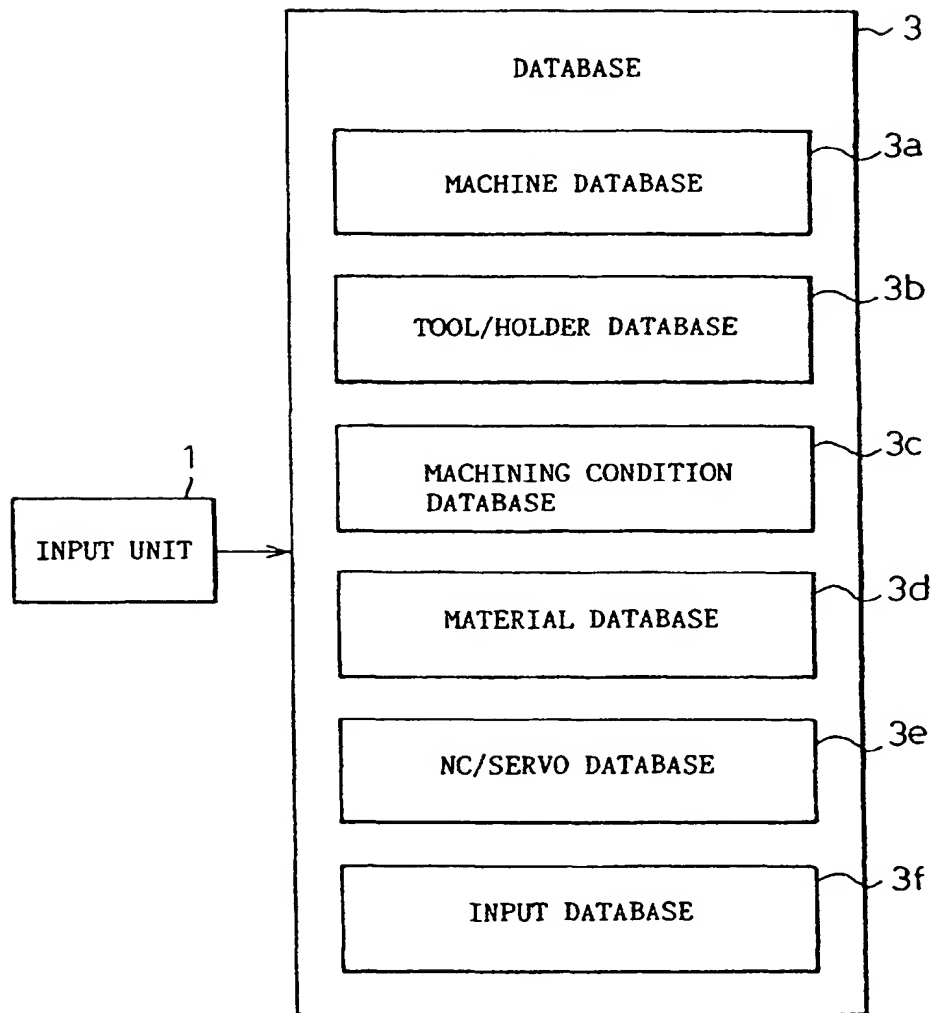 3
DATABASE
3a
MACHINE DATABASE
3b
TOOL/HOLDER DATABASE
3c
MACHINING CONDITION
DATABASE
1
INPUT UNIT
3d
MATERIAL DATABASE
3e
NC/SERVO DATABASE
3f
INPUT DATABASE